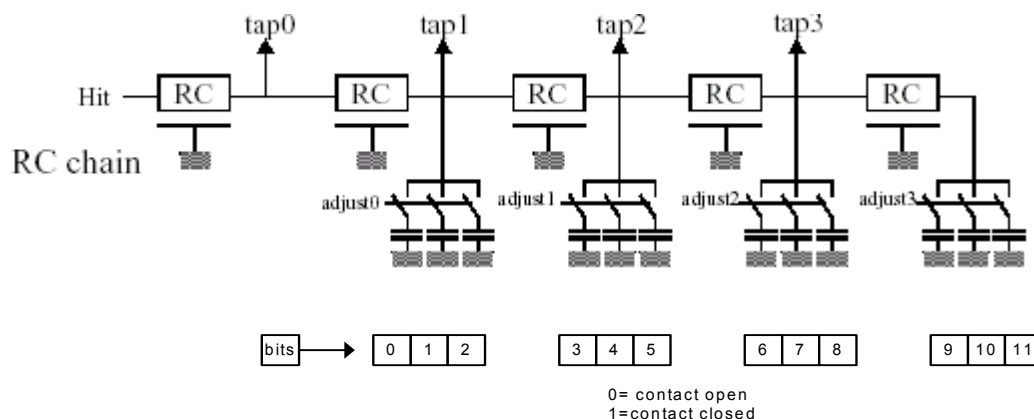 tap0 tap1 tap2 tap3
Hit RC RC RC RC RC
RC chain
adjust0 adjust1 adjust2 adjust3
bits 0 1 2 3 4 5 6 7 8 9 10 11
0= contact open
1=contact closed